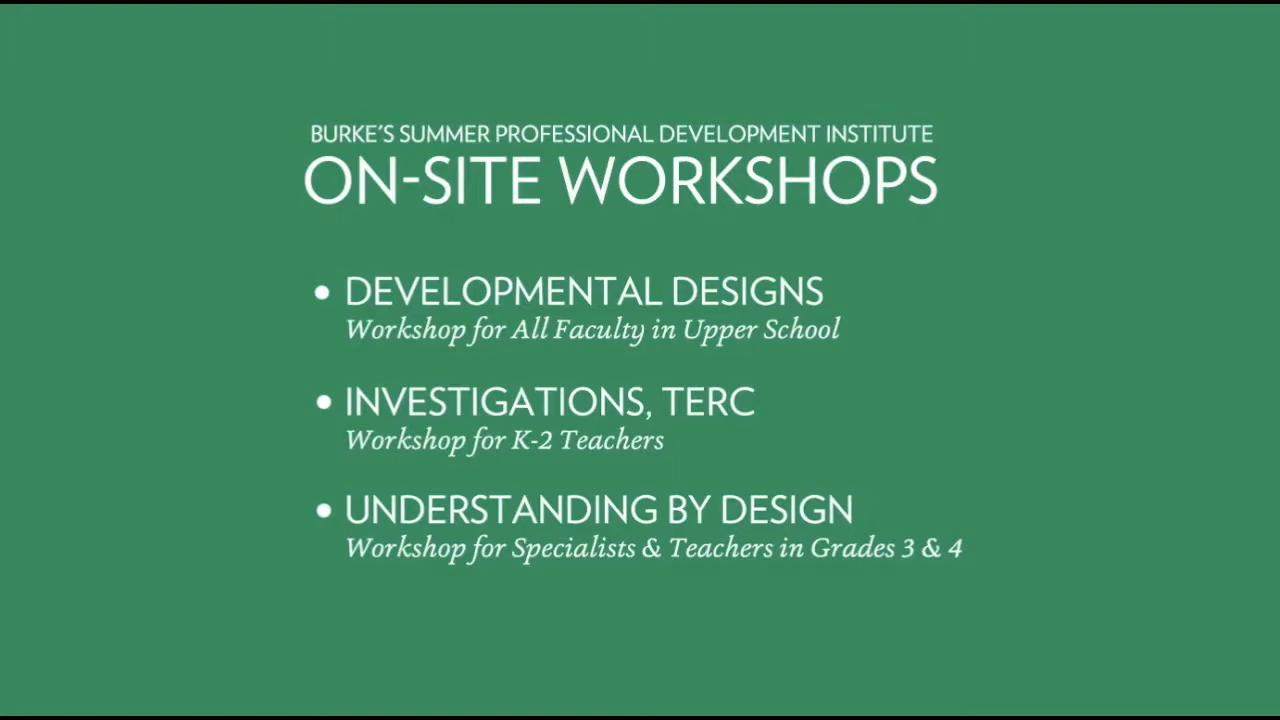 BURKE'S SUMMER PROFESSIONAL DEVELOPMENT INSTITUTE
ON-SITE WORKSHOPS
• DEVELOPMENTAL DESIGNS
Workshop for All Faculty in Upper School
• INVESTIGATIONS, TERC
Workshop for K-2 Teachers
• UNDERSTANDING BY DESIGN
Workshop for Specialists & Teachers in Grades 3 & 4